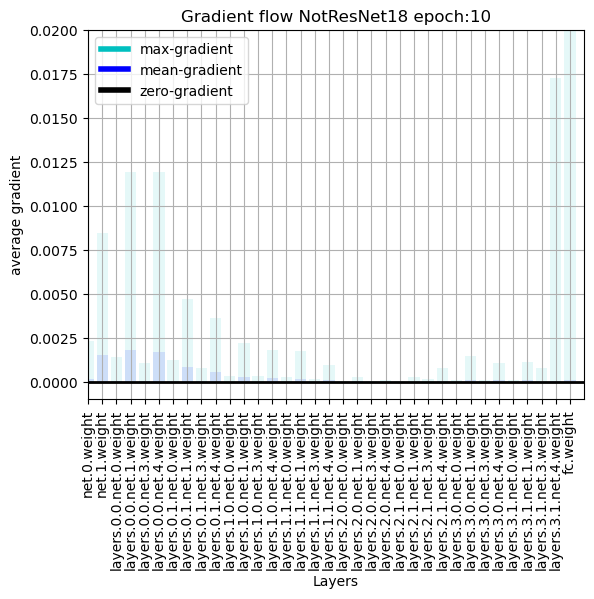 Gradient flow NotResNet18 epoch:10
max-gradient
mean-gradient
zero-gradient
average gradient
0.0200
0.0175
0.0150
0.0125
0.0100
0.0075
0.0050
0.0025
0.0000
net.0.weight
net.1.weight
layers.0.0.net.0.weight
layers.0.0.net.1.weight
layers.0.0.net.3.weight
layers.0.0.net.4.weight
layers.0.1.net.0.weight
layers.0.1.net.1.weight
layers.0.1.net.3.weight
layers.0.1.net.4.weight
layers.1.0.net.0.weight
layers.1.0.net.1.weight
layers.1.0.net.3.weight
layers.1.0.net.4.weight
layers.1.1.net.0.weight
layers.1.1.net.1.weight
layers.1.1.net.3.weight
layers.1.1.net.4.weight
layers.2.0.net.0.weight
layers.2.0.net.1.weight
layers.2.0.net.3.weight
layers.2.0.net.4.weight
layers.2.1.net.0.weight
layers.2.1.net.1.weight
layers.2.1.net.3.weight
layers.2.1.net.4.weight
layers.3.0.net.0.weight
layers.3.0.net.1.weight
layers.3.0.net.3.weight
layers.3.0.net.4.weight
layers.3.1.net.0.weight
layers.3.1.net.1.weight
layers.3.1.net.3.weight
layers.3.1.net.4.weight
fc.weight
Layers